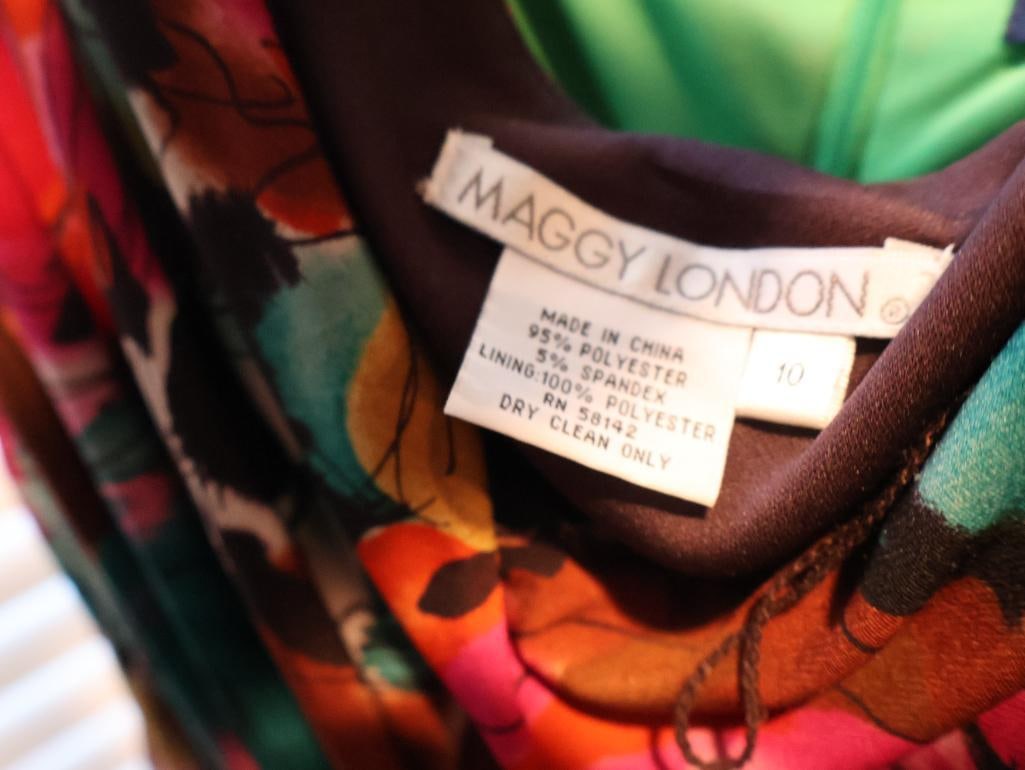 MAGGY LONDON ®
MADE IN CHINA
95% POLYESTER
5% SPANDEX
LINING:100% POLYESTER
RN 58142
DRY CLEAN ONLY
10